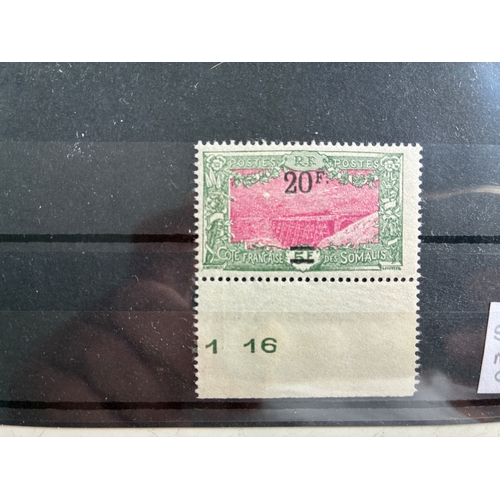 POSTES R F POSTES
20F.
CÔTE FRANÇAISE 5F DES SOMALIS
1 16